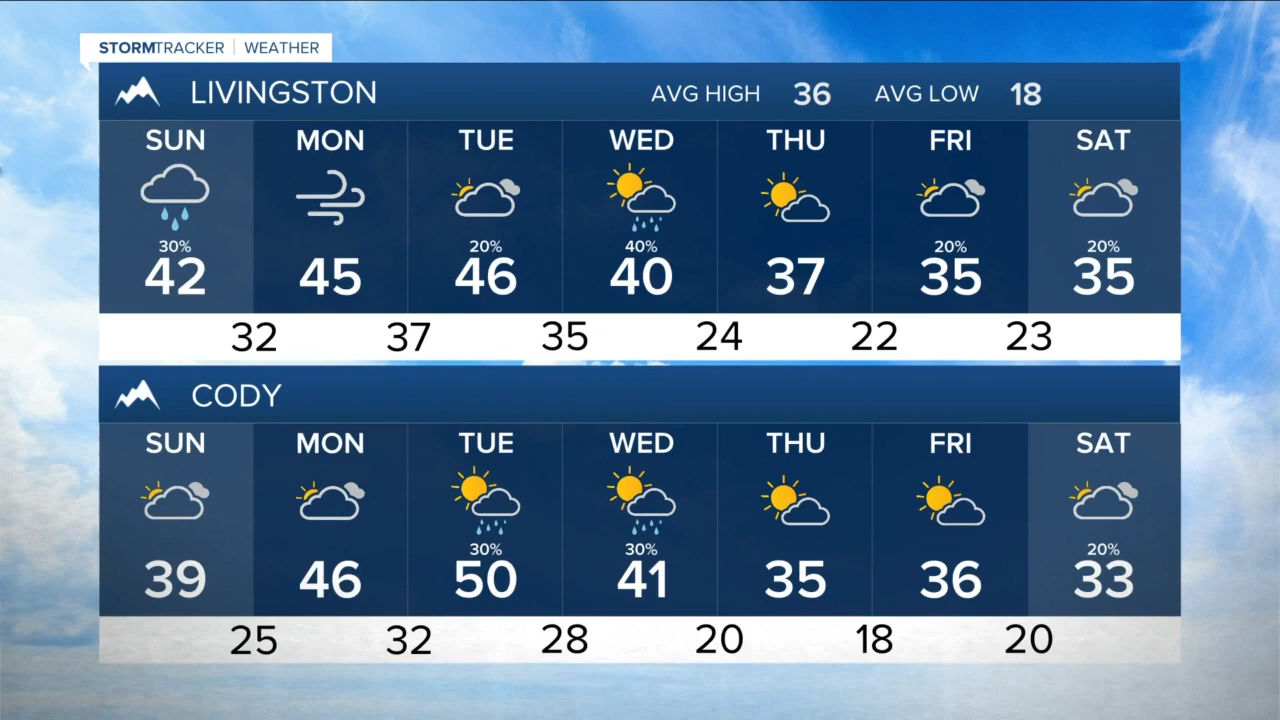 STORMTRACKER | WEATHER
LIVINGSTON AVG HIGH 36 AVG LOW 18
SUN MON TUE WED THU FRI SAT
30% 20% 40% 20% 20%
42 45 46 40 37 35 35
32 37 35 24 22 23
CODY
SUN MON TUE WED THU FRI SAT
30% 30% 20%
39 46 50 41 35 36 33
25 32 28 20 18 20